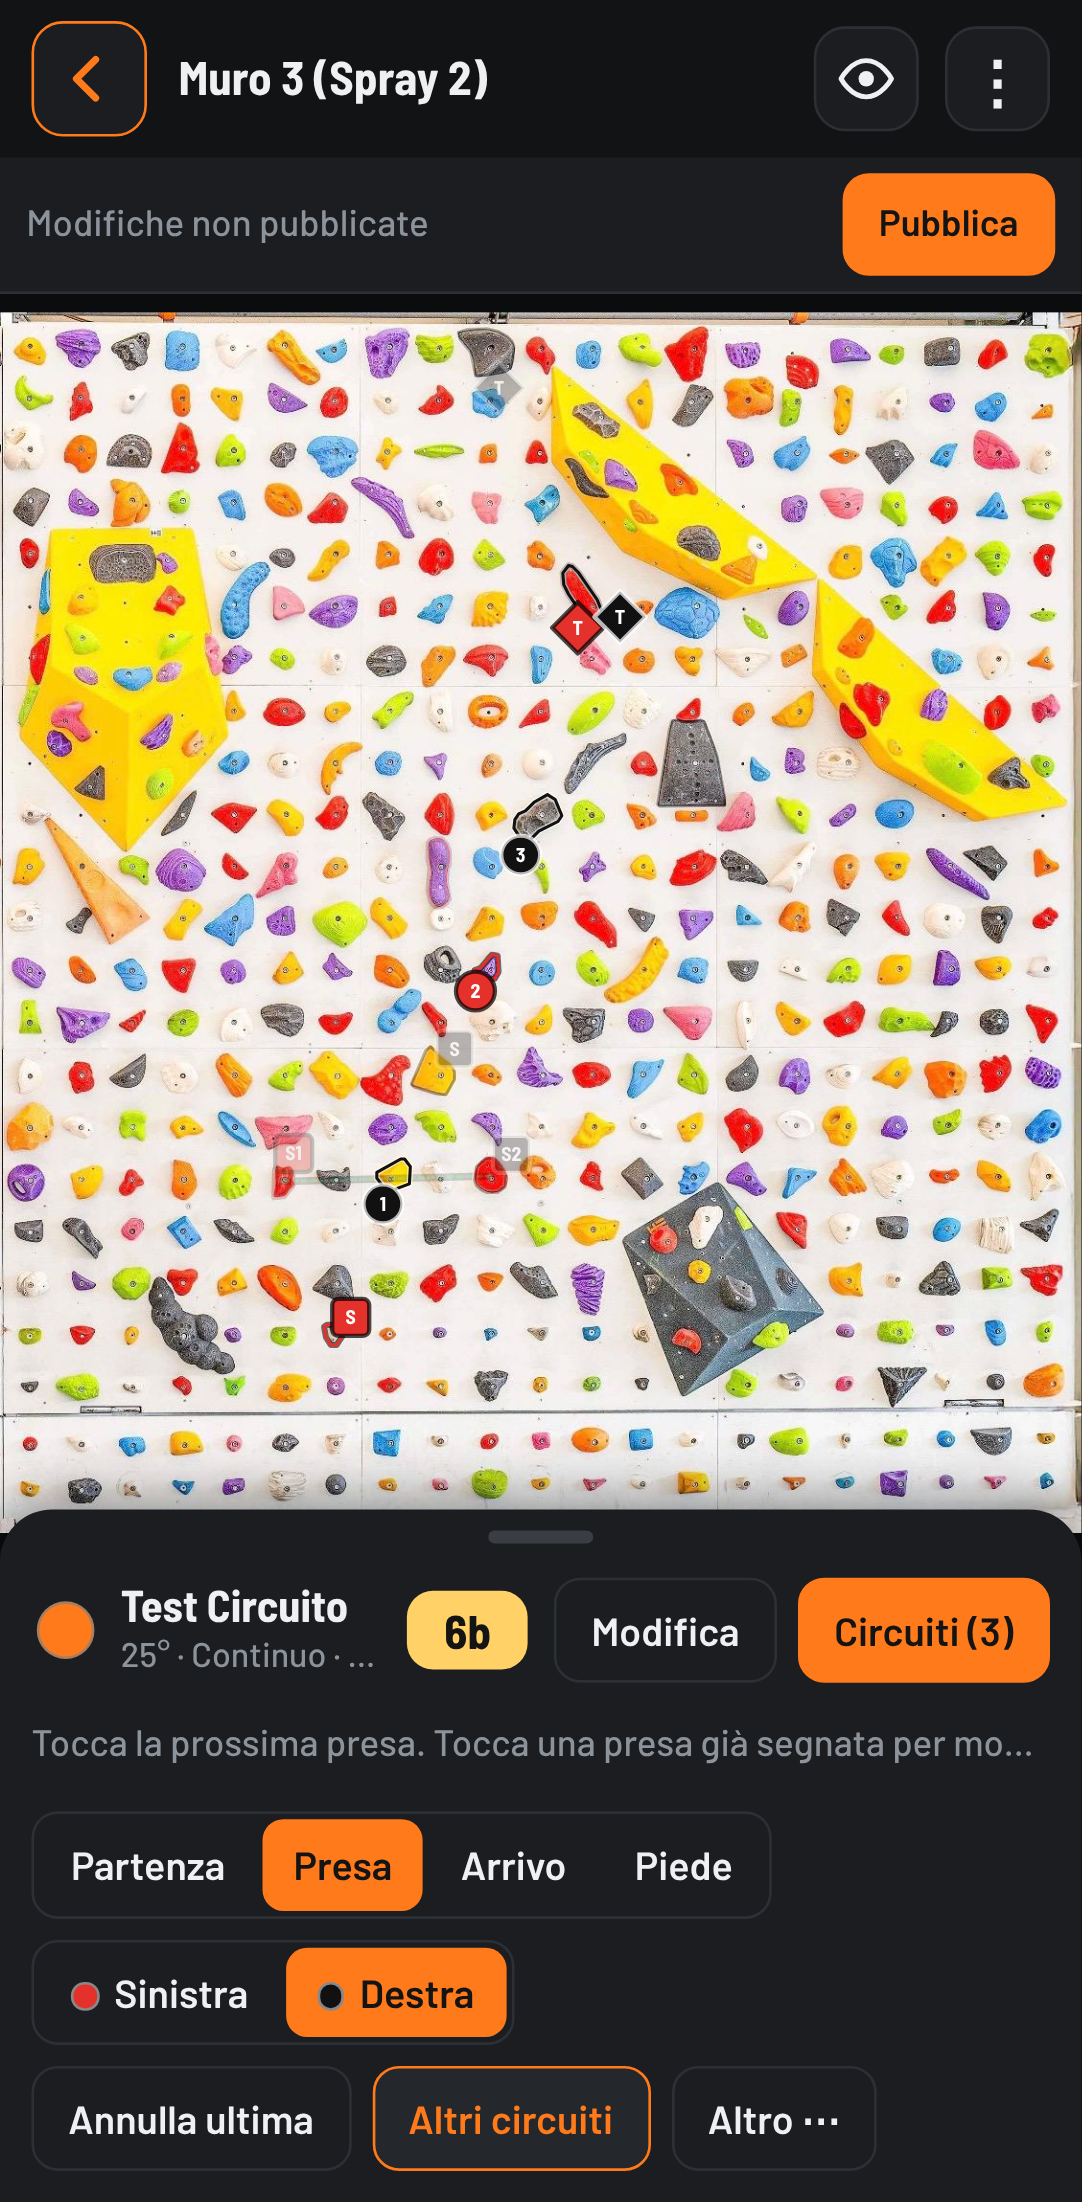 Muro 3 (Spray 2)
Modifiche non pubblicate
Pubblica
T
T
T
3
2
S
S1
S2
1
S
Test Circuito
25° · Continuo · ...
6b
Modifica
Circuiti (3)
Tocca la prossima presa. Tocca una presa già segnata per mo...
Partenza
Presa
Arrivo
Piede
Sinistra
Destra
Annulla ultima
Altri circuiti
Altro ···